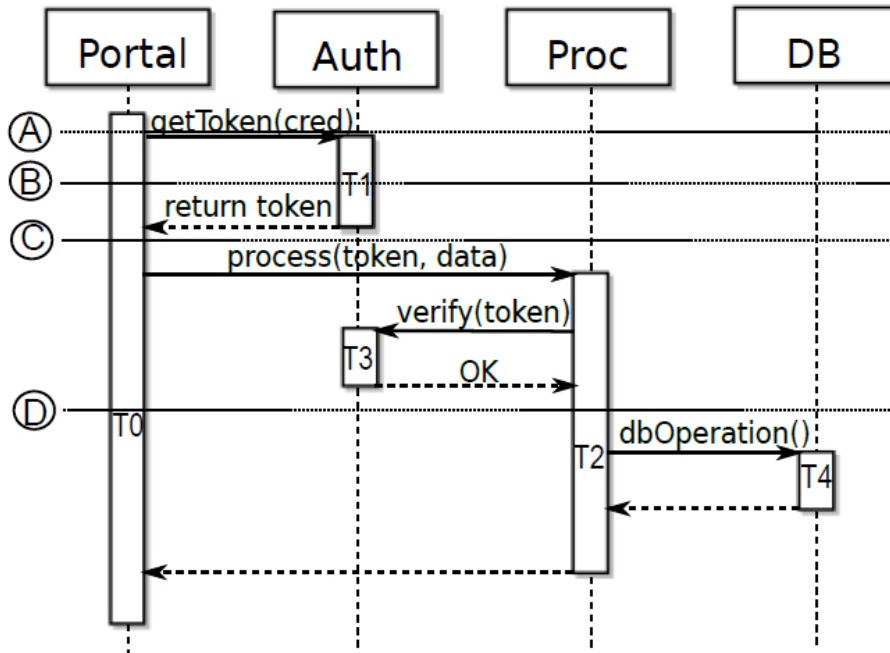 Portal Auth Proc DB
A getToken(cred)
B T1
return token
C
process(token, data)
verify(token)
T3 OK
D T0
dbOperation()
T2 T4